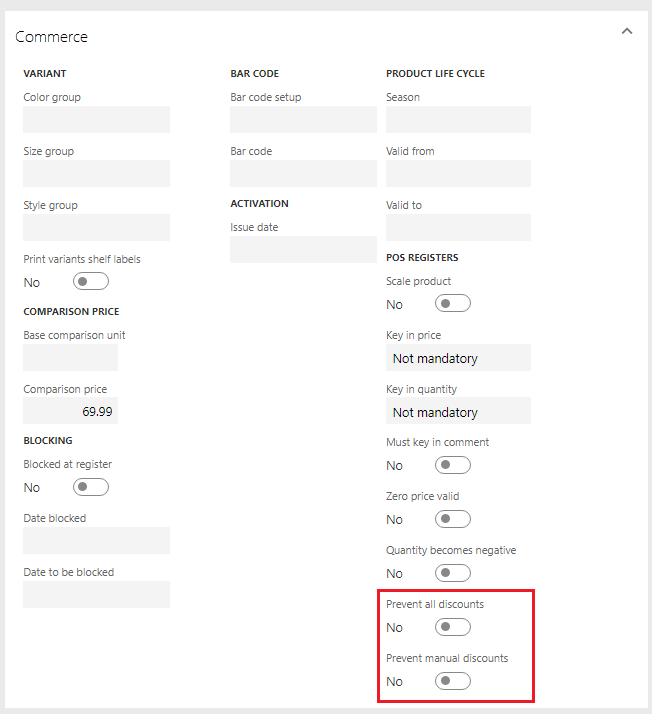 Commerce
VARIANT
Color group
Size group
Style group
Print variants shelf labels
No
COMPARISON PRICE
Base comparison unit
Comparison price
69.99
BLOCKING
Blocked at register
No
Date blocked
Date to be blocked
BAR CODE
Bar code setup
Bar code
ACTIVATION
Issue date
PRODUCT LIFE CYCLE
Season
Valid from
Valid to
POS REGISTERS
Scale product
No
Key in price
Not mandatory
Key in quantity
Not mandatory
Must key in comment
No
Zero price valid
No
Quantity becomes negative
No
Prevent all discounts
No
Prevent manual discounts
No